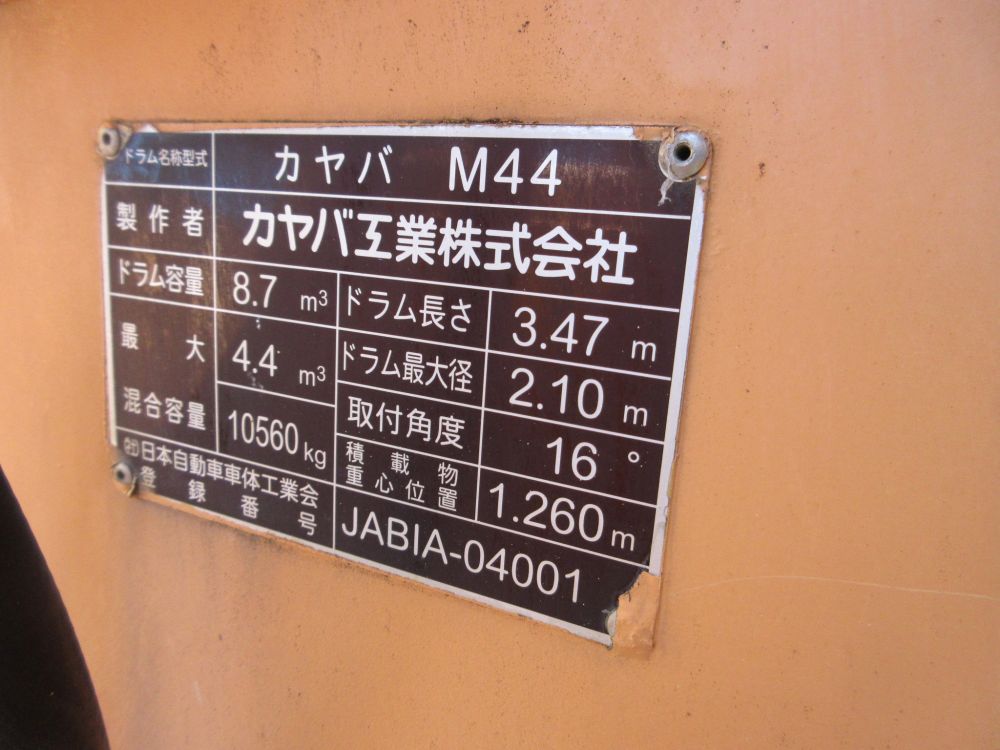 ドラム名称型式 カヤバ M44
製作者 カヤバ工業株式会社
ドラム容量 8.7 m³ ドラム長さ 3.47 m
最大 4.4 m³ ドラム最大径 2.10 m
混合容量 10560 kg 取付角度 16°
積載物
重心位置 1.260 m
(社)日本自動車車体工業会
登録番号 JABIA-04001